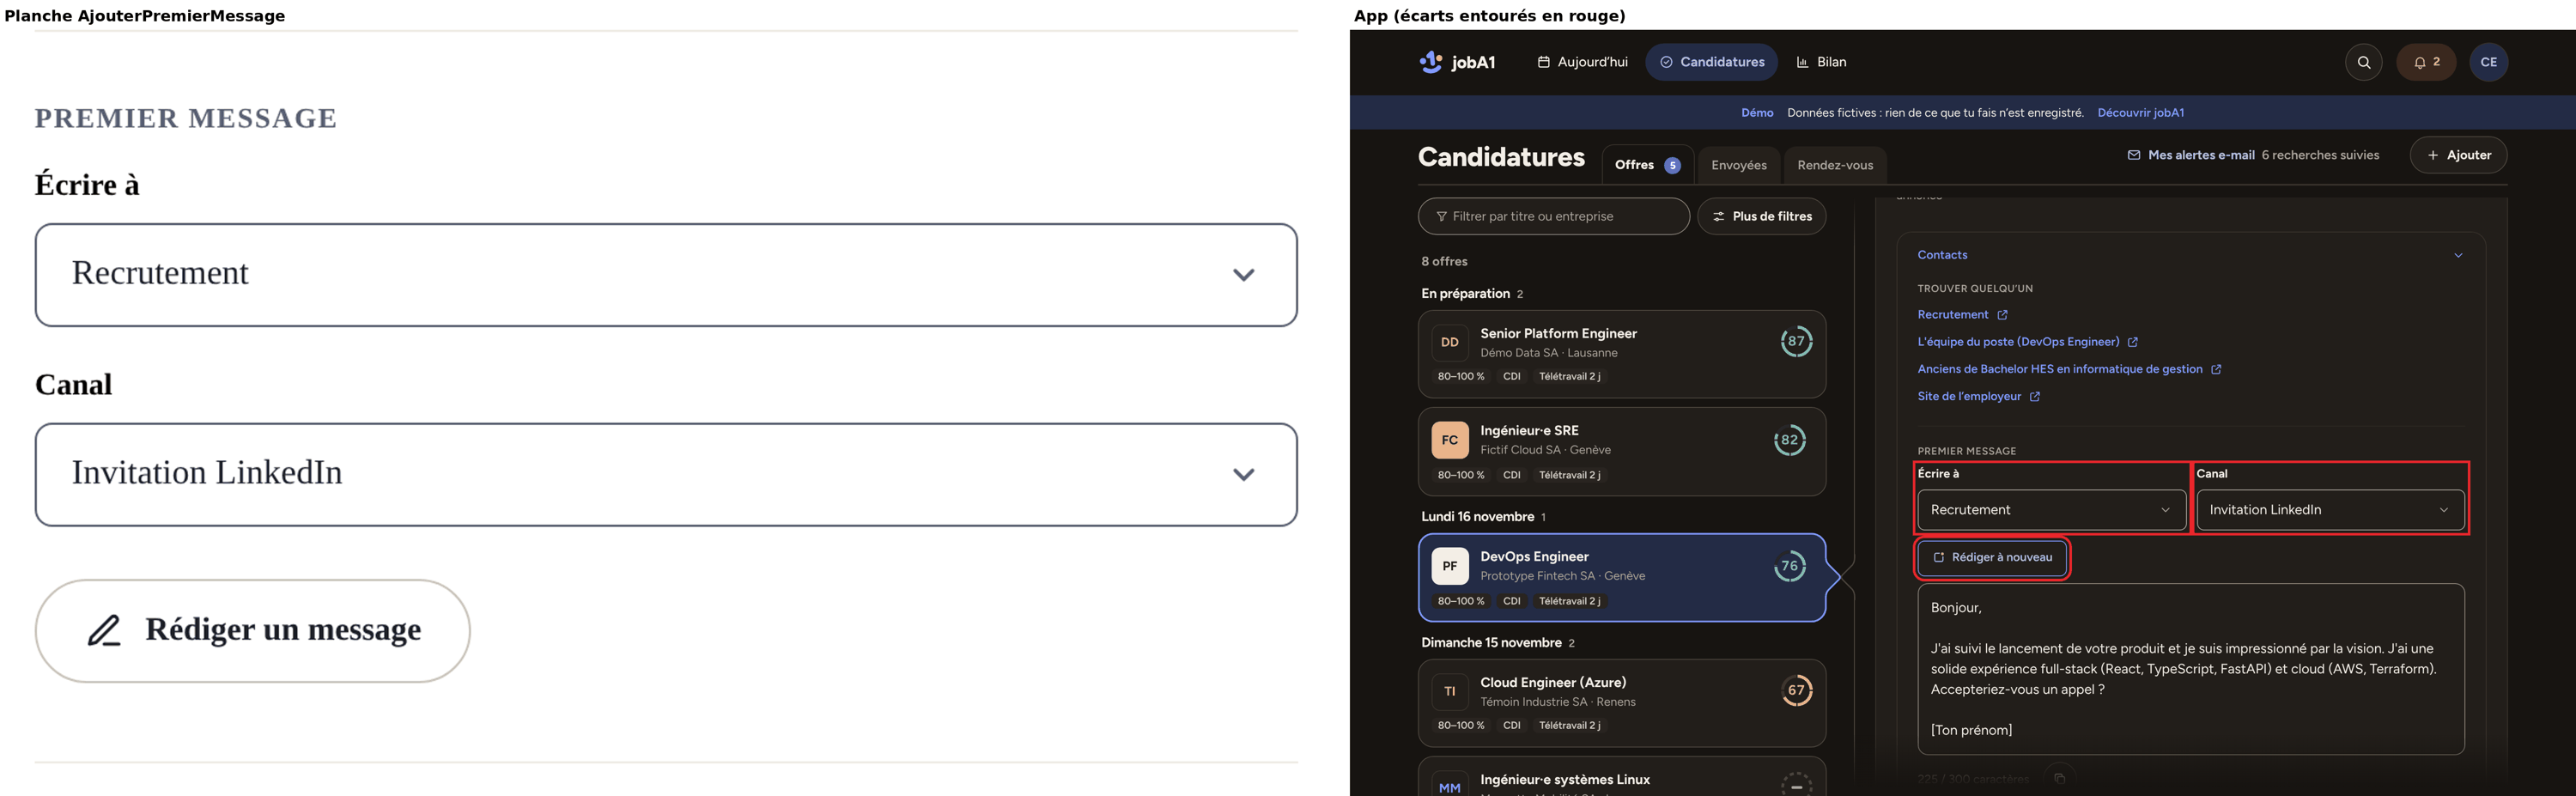 Planche AjouterPremierMessage
PREMIER MESSAGE
Écrire à
Recrutement
Canal
Invitation LinkedIn
Rédiger un message
App (écarts entourés en rouge)
jobA1
Aujourd'hui
Candidatures
Bilan
2
CE
Démo Données fictives : rien de ce que tu fais n'est enregistré. Découvrir jobA1
Candidatures
Offres 5
Envoyées
Rendez-vous
Mes alertes e-mail 6 recherches suivies
+ Ajouter
Filtrer par titre ou entreprise
Plus de filtres
8 offres
En préparation 2
DD
Senior Platform Engineer
Démo Data SA · Lausanne
80–100 % CDI Télétravail 2 j
87
FC
Ingénieur·e SRE
Fictif Cloud SA · Genève
80–100 % CDI Télétravail 2 j
82
Lundi 16 novembre 1
PF
DevOps Engineer
Prototype Fintech SA · Genève
80–100 % CDI Télétravail 2 j
76
Dimanche 15 novembre 2
TI
Cloud Engineer (Azure)
Témoin Industrie SA · Renens
80–100 % CDI Télétravail 2 j
67
MM
Ingénieur·e systèmes Linux
Contacts
TROUVER QUELQU'UN
Recrutement
L'équipe du poste (DevOps Engineer)
Anciens de Bachelor HES en informatique de gestion
Site de l'employeur
PREMIER MESSAGE
Écrire à
Canal
Recrutement
Invitation LinkedIn
Rédiger à nouveau
Bonjour,
J'ai suivi le lancement de votre produit et je suis impressionné par la vision. J'ai une
solide expérience full-stack (React, TypeScript, FastAPI) et cloud (AWS, Terraform).
Accepteriez-vous un appel ?
[Ton prénom]
225 / 300 caractères